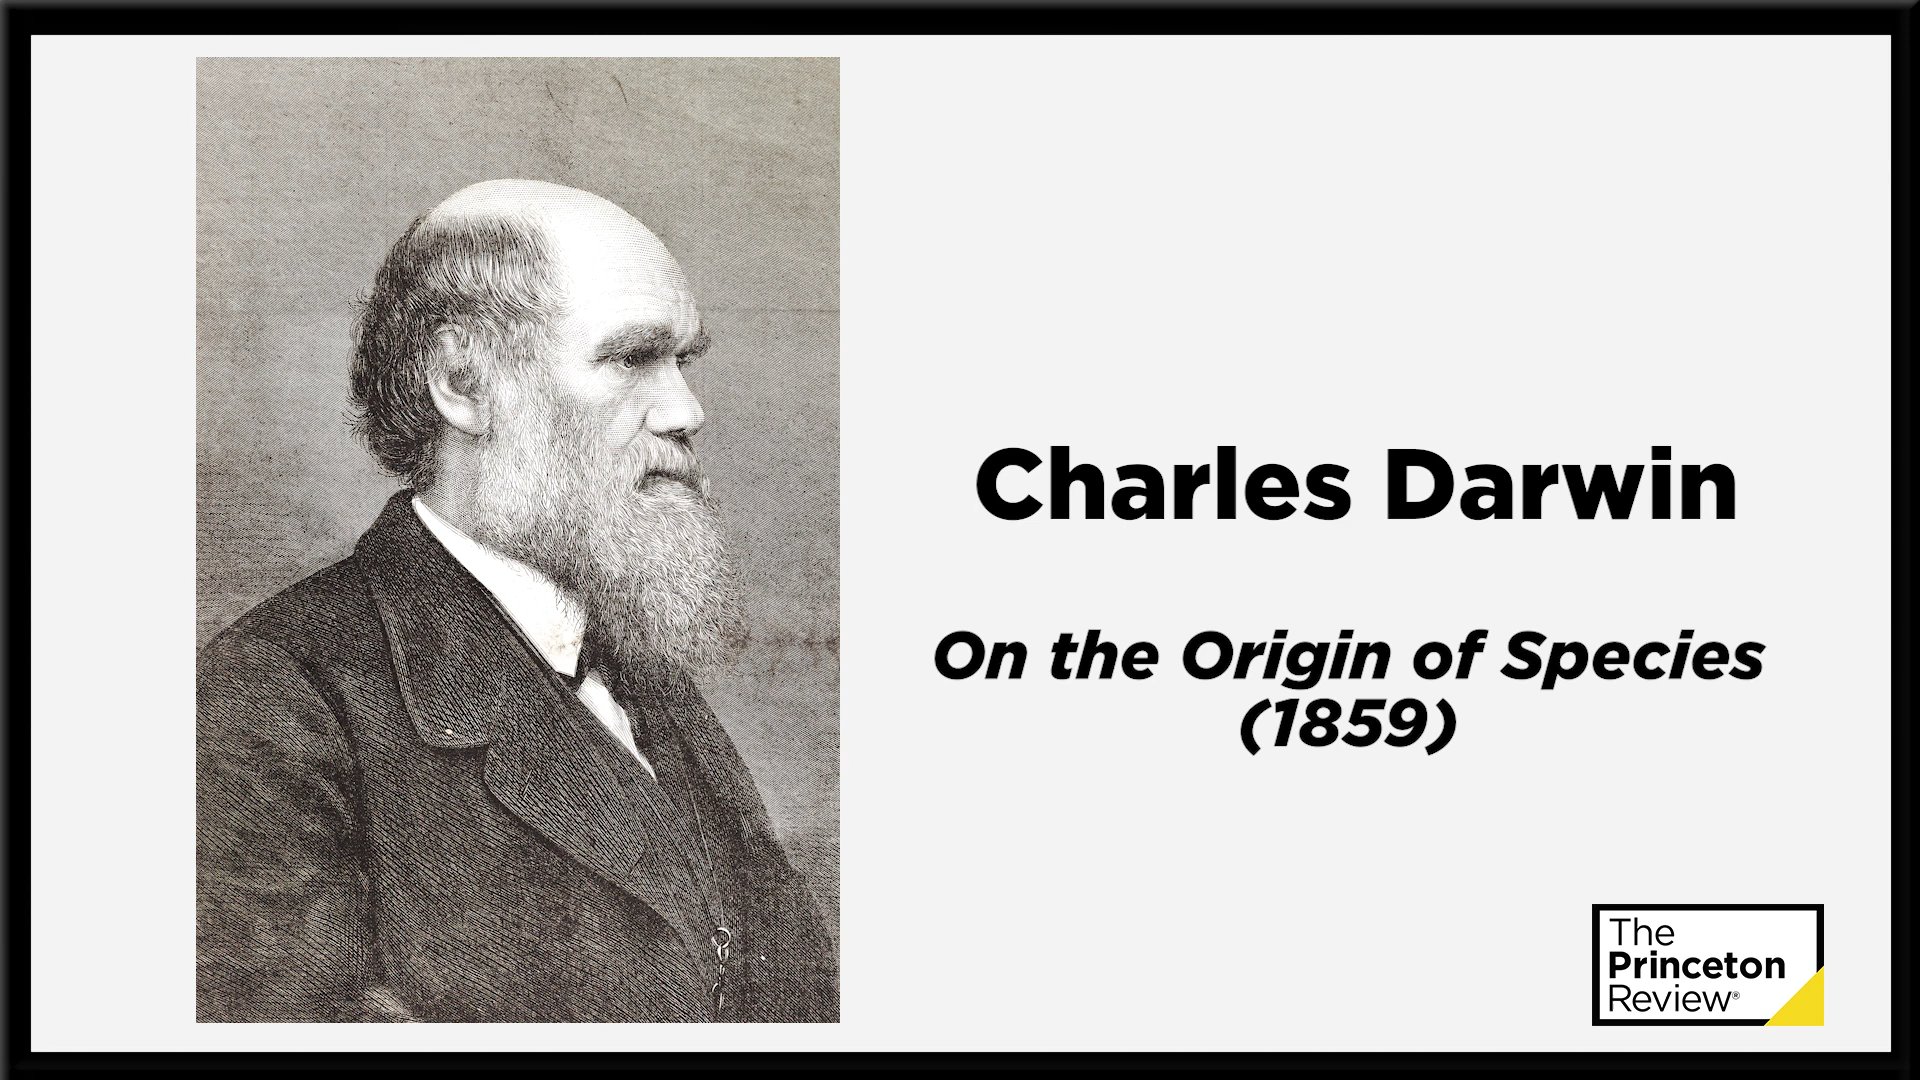 Charles Darwin
On the Origin of Species
(1859)
The
Princeton
Review®